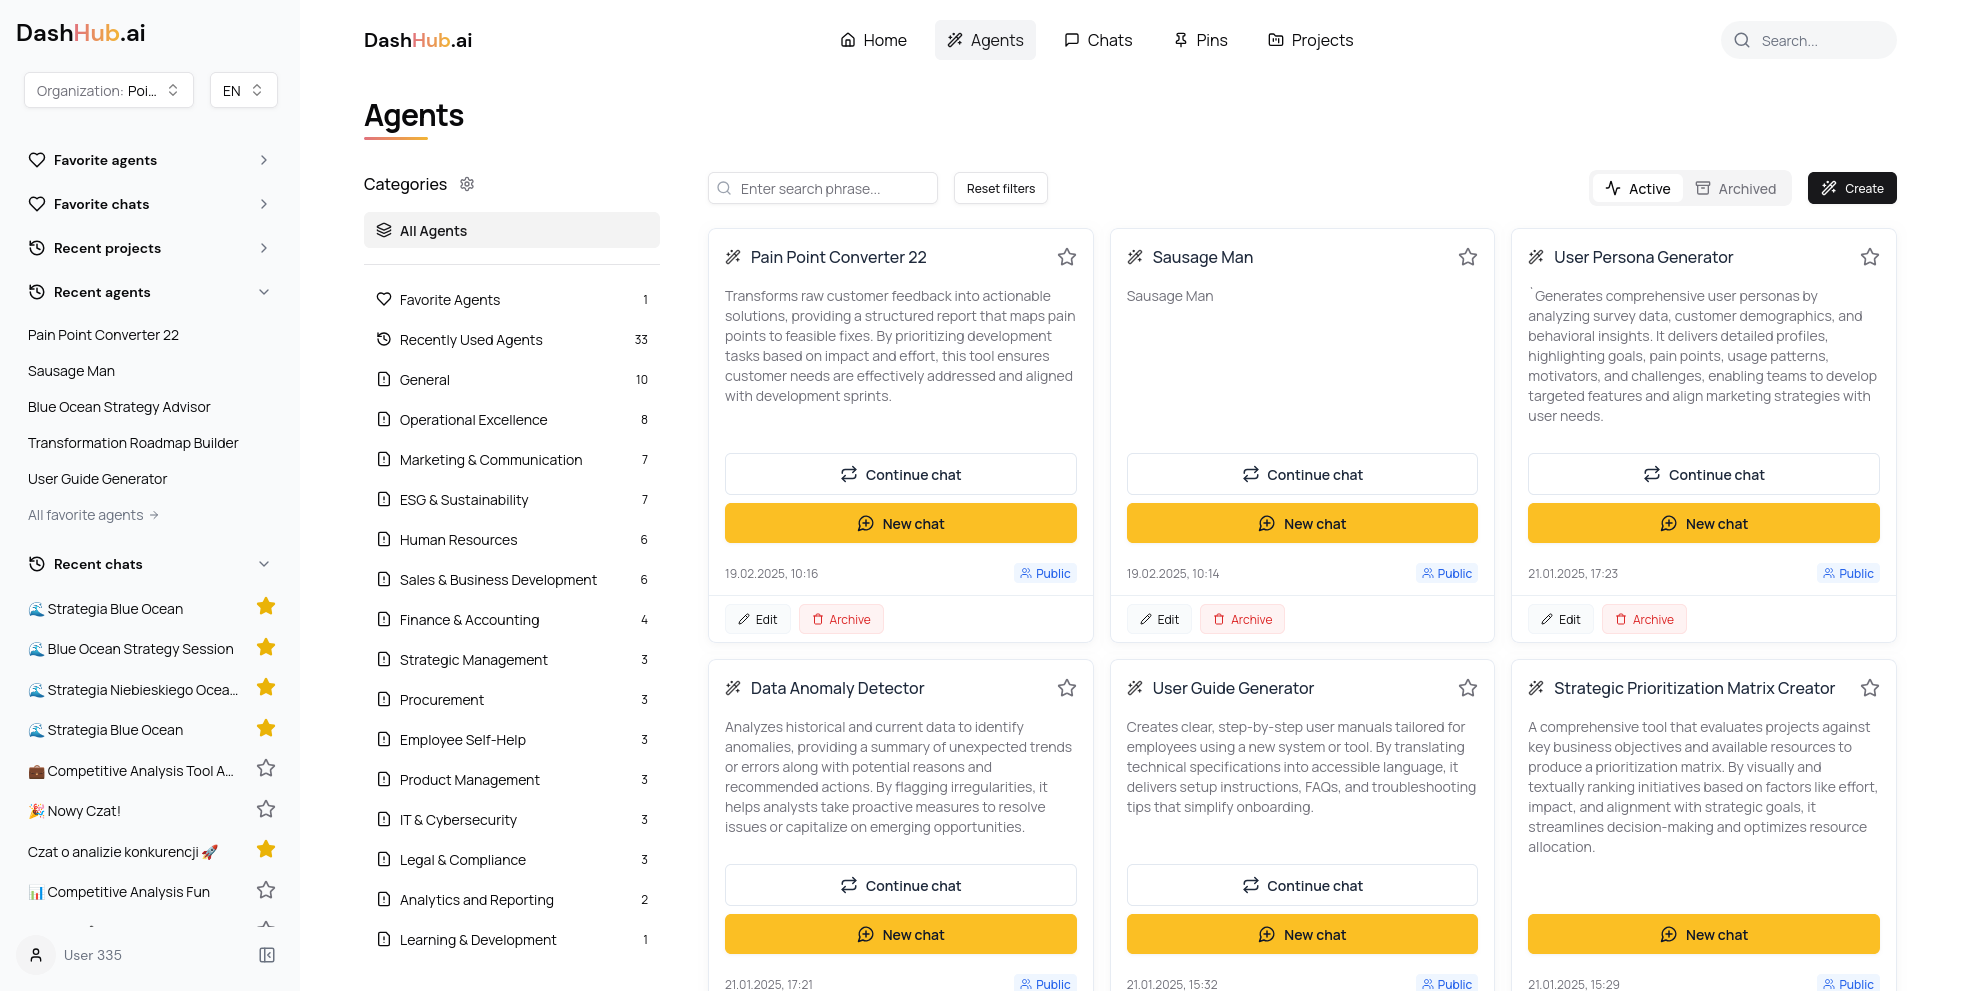 DashHub.ai
Organization: Poi...
EN
Favorite agents
Favorite chats
Recent projects
Recent agents
Pain Point Converter 22
Sausage Man
Blue Ocean Strategy Advisor
Transformation Roadmap Builder
User Guide Generator
All favorite agents →
Recent chats
🌊 Strategia Blue Ocean
🌊 Blue Ocean Strategy Session
🌊 Strategia Niebieskiego Ocea...
🌊 Strategia Blue Ocean
💼 Competitive Analysis Tool A...
🎉 Nowy Czat!
Czat o analizie konkurencji 🚀
📊 Competitive Analysis Fun
User 335
DashHub.ai
Home
Agents
Chats
Pins
Projects
Search...
Agents
Categories
All Agents
Favorite Agents 1
Recently Used Agents 33
General 10
Operational Excellence 8
Marketing & Communication 7
ESG & Sustainability 7
Human Resources 6
Sales & Business Development 6
Finance & Accounting 4
Strategic Management 3
Procurement 3
Employee Self-Help 3
Product Management 3
IT & Cybersecurity 3
Legal & Compliance 3
Analytics and Reporting 2
Learning & Development 1
Enter search phrase...
Reset filters
Active
Archived
Create
Pain Point Converter 22
Transforms raw customer feedback into actionable
solutions, providing a structured report that maps pain
points to feasible fixes. By prioritizing development
tasks based on impact and effort, this tool ensures
customer needs are effectively addressed and aligned
with development sprints.
Continue chat
New chat
19.02.2025, 10:16
Public
Edit
Archive
Sausage Man
Sausage Man
Continue chat
New chat
19.02.2025, 10:14
Public
Edit
Archive
User Persona Generator
`Generates comprehensive user personas by
analyzing survey data, customer demographics, and
behavioral insights. It delivers detailed profiles,
highlighting goals, pain points, usage patterns,
motivators, and challenges, enabling teams to develop
targeted features and align marketing strategies with
user needs.
Continue chat
New chat
21.01.2025, 17:23
Public
Edit
Archive
Data Anomaly Detector
Analyzes historical and current data to identify
anomalies, providing a summary of unexpected trends
or errors along with potential reasons and
recommended actions. By flagging irregularities, it
helps analysts take proactive measures to resolve
issues or capitalize on emerging opportunities.
Continue chat
New chat
21.01.2025, 17:21
Public
User Guide Generator
Creates clear, step-by-step user manuals tailored for
employees using a new system or tool. By translating
technical specifications into accessible language, it
delivers setup instructions, FAQs, and troubleshooting
tips that simplify onboarding.
Continue chat
New chat
21.01.2025, 15:32
Public
Strategic Prioritization Matrix Creator
A comprehensive tool that evaluates projects against
key business objectives and available resources to
produce a prioritization matrix. By visually and
textually ranking initiatives based on factors like effort,
impact, and alignment with strategic goals, it
streamlines decision-making and optimizes resource
allocation.
New chat
21.01.2025, 15:29
Public